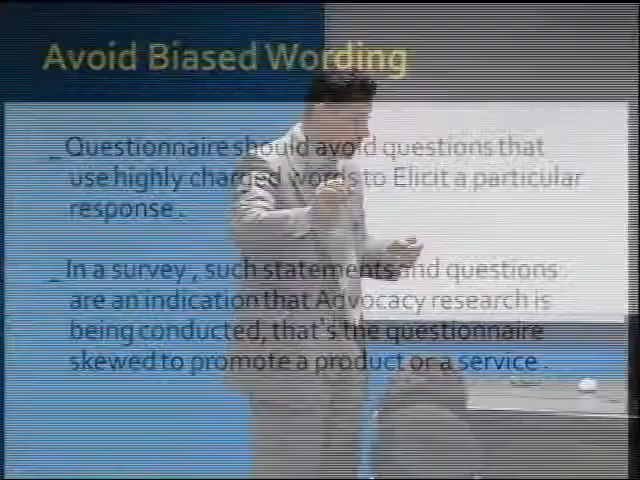 Avoid Biased Wording
_ Questionnaire should avoid questions that
use highly charged words to Elicit a particular
response .
_ In a survey , such statements and questions
are an indication that Advocacy research is
being conducted, that's the questionnaire
skewed to promote a product or a service .